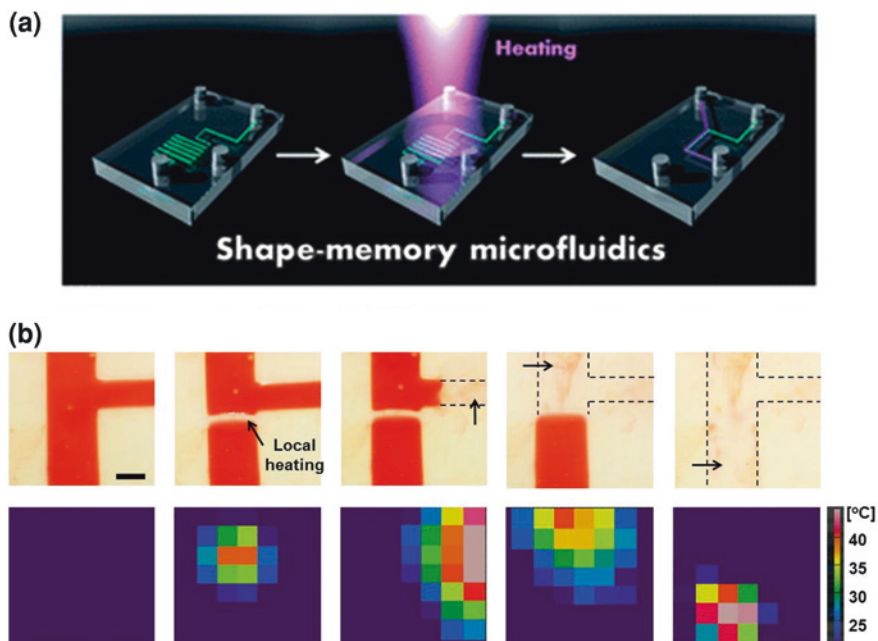 (a)
Heating
Shape-memory microfluidics
(b)
Local
heating
[°C]
40
35
30
25